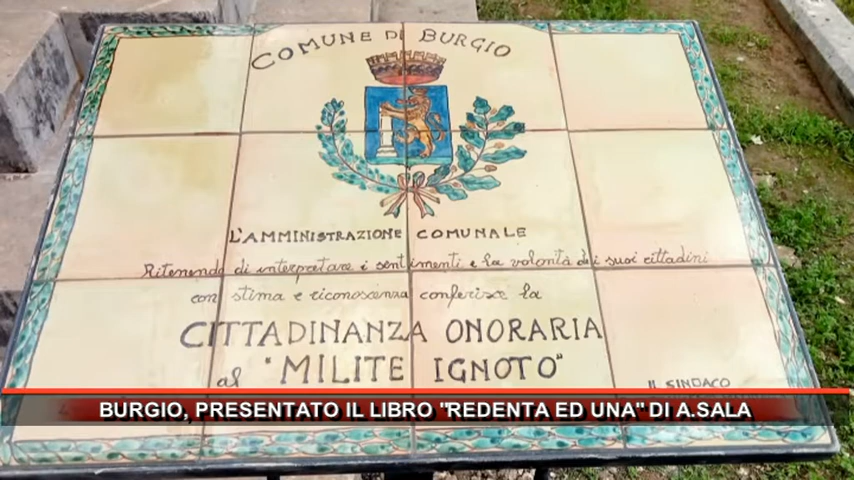 COMUNE DI BURGIO
L'AMMINISTRAZIONE COMUNALE
Ritenendo di interpretare i sentimenti e la volontà dei suoi cittadini
con stima e riconoscenza conferisce la
CITTADINANZA ONORARIA
al "MILITE IGNOTO"
IL SINDACO
BURGIO, PRESENTATO IL LIBRO "REDENTA ED UNA" DI A.SALA